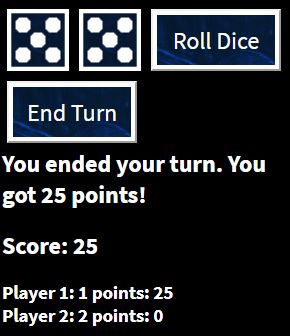 Roll Dice
End Turn
You ended your turn. You
got 25 points!
Score: 25
Player 1: 1 points: 25
Player 2: 2 points: 0